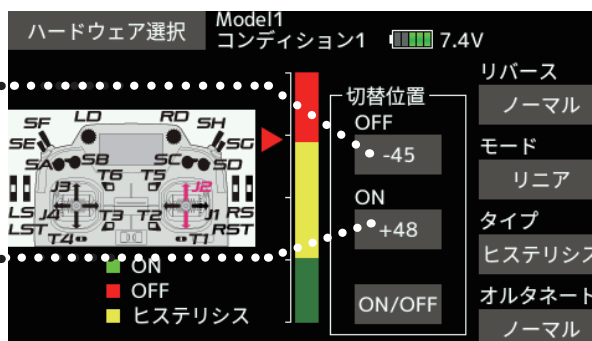 ハードウェア選択
Model1
コンディション1 7.4V
切替位置
OFF
-45
ON
+48
ON/OFF
リバース
ノーマル
モード
リニア
タイプ
ヒステリシス
オルタネート
ノーマル
SF LD RD SH
SE SG
SA SB SC SD
T6 T5
J3 J2
LS J4 T3 T2 J1 RS
LST RST
T4 T1
ON
OFF
ヒステリシス